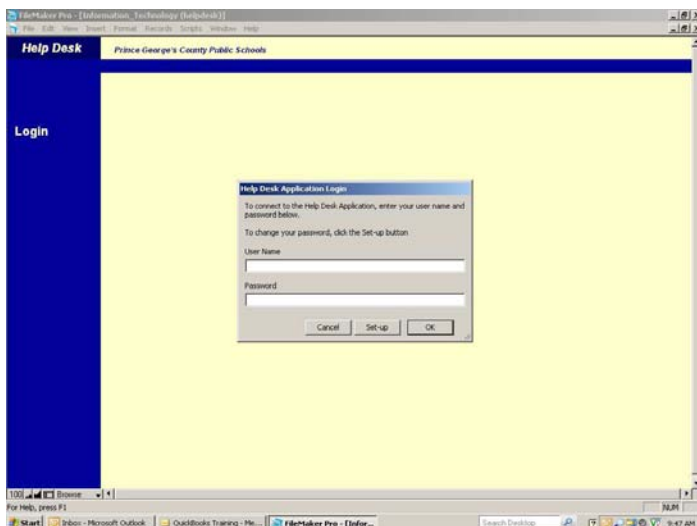 FileMaker Pro - [Information_Technology (helpdesk)]
File Edit View Insert Format Records Scripts Window Help
Help Desk
Prince George's County Public Schools
Login
Help Desk Application Login
To connect to the Help Desk Application, enter your user name and
password below.
To change your password, click the Set-up button
User Name
Password
Cancel Set-up OK
100 Browse
For Help, press F1
NUM
Start Inbox - Microsoft Outlook QuickBooks Training - Me... FileMaker Pro - [Infor... Search Desktop 9:47 AM